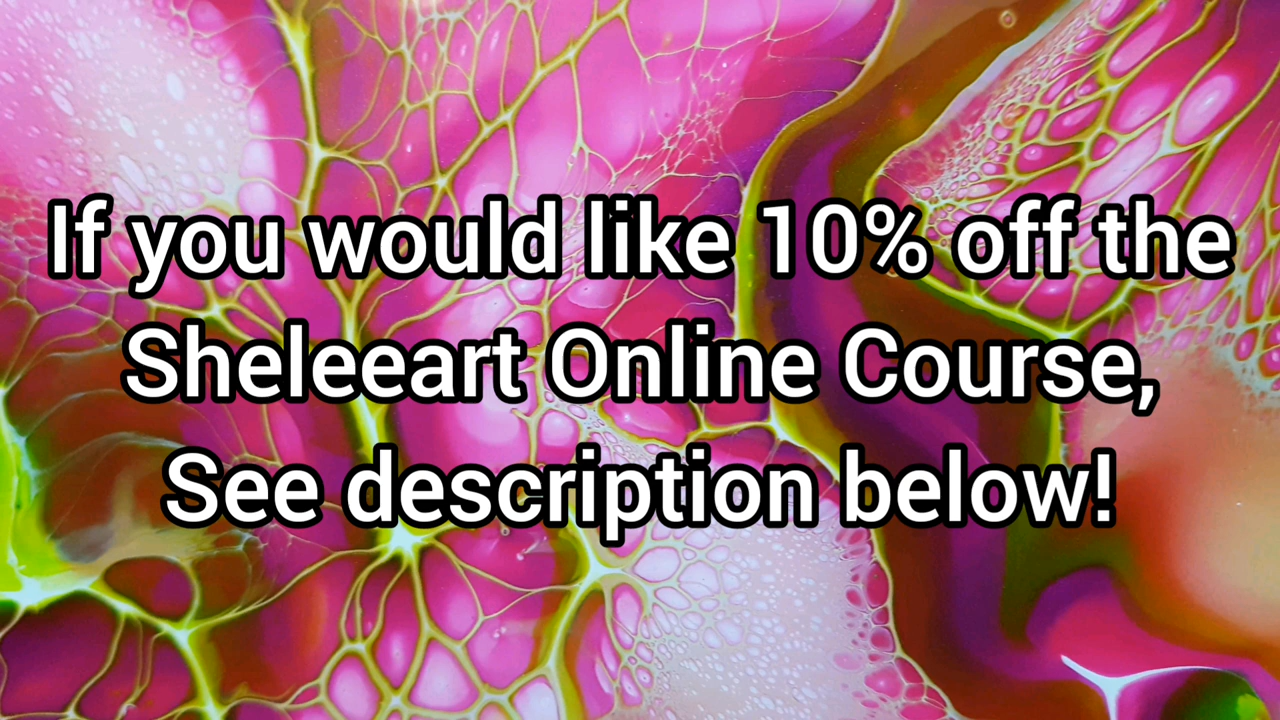 If you would like 10% off the
Sheleeart Online Course,
See description below!